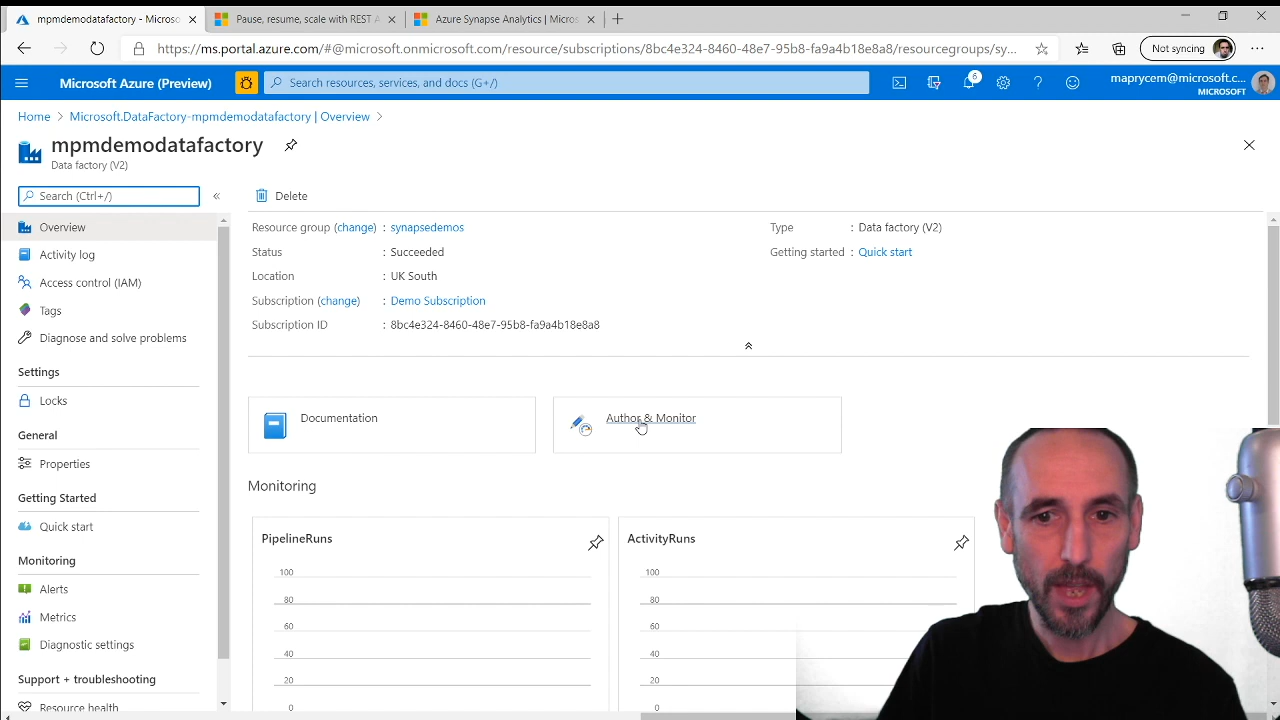 mpmdemodatafactory - Microso
Pause, resume, scale with REST A
Azure Synapse Analytics | Micros
https://ms.portal.azure.com/#@microsoft.onmicrosoft.com/resource/subscriptions/8bc4e324-8460-48e7-95b8-fa9a4b18e8a8/resourcegroups/sy...
Not syncing
Microsoft Azure (Preview)
Search resources, services, and docs (G+/)
6
maprycem@microsoft.c...
MICROSOFT
Home > Microsoft.DataFactory-mpmdemodatafactory | Overview >
mpmdemodatafactory
Data factory (V2)
Search (Ctrl+/)
«
Delete
Overview
Activity log
Access control (IAM)
Tags
Diagnose and solve problems
Settings
Locks
General
Properties
Getting Started
Quick start
Monitoring
Alerts
Metrics
Diagnostic settings
Support + troubleshooting
Resource health
Resource group (change) : synapsedemos
Status : Succeeded
Location : UK South
Subscription (change) : Demo Subscription
Subscription ID : 8bc4e324-8460-48e7-95b8-fa9a4b18e8a8
Type : Data factory (V2)
Getting started : Quick start
Documentation
Author & Monitor
Monitoring
PipelineRuns
100
80
60
40
20
0
ActivityRuns
100
80
60
40
20
0